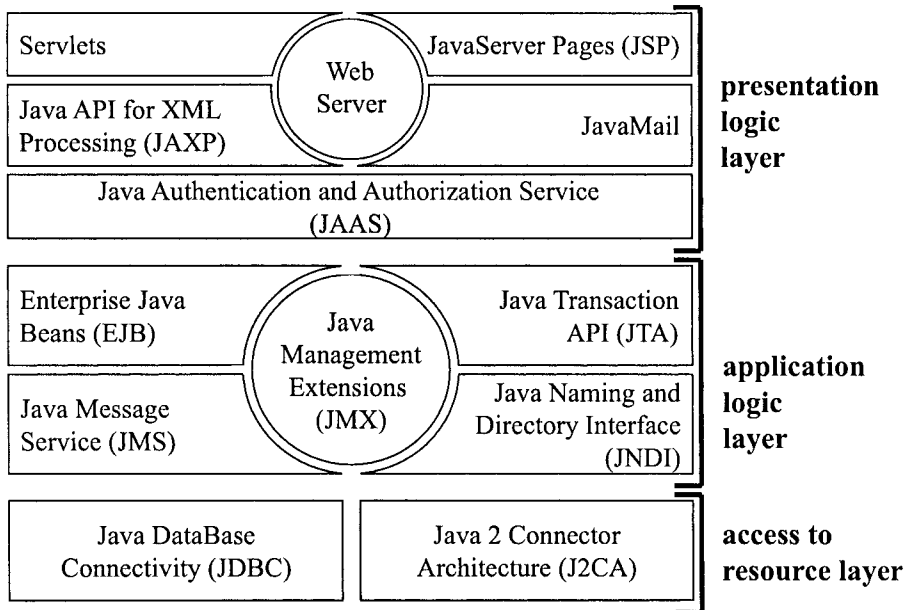 Servlets
JavaServer Pages (JSP)
Web
Server
Java API for XML
Processing (JAXP)
JavaMail
Java Authentication and Authorization Service
(JAAS)
presentation
logic
layer
Enterprise Java
Beans (EJB)
Java Transaction
API (JTA)
Java
Management
Extensions
(JMX)
Java Message
Service (JMS)
Java Naming and
Directory Interface
(JNDI)
application
logic
layer
Java DataBase
Connectivity (JDBC)
Java 2 Connector
Architecture (J2CA)
access to
resource layer